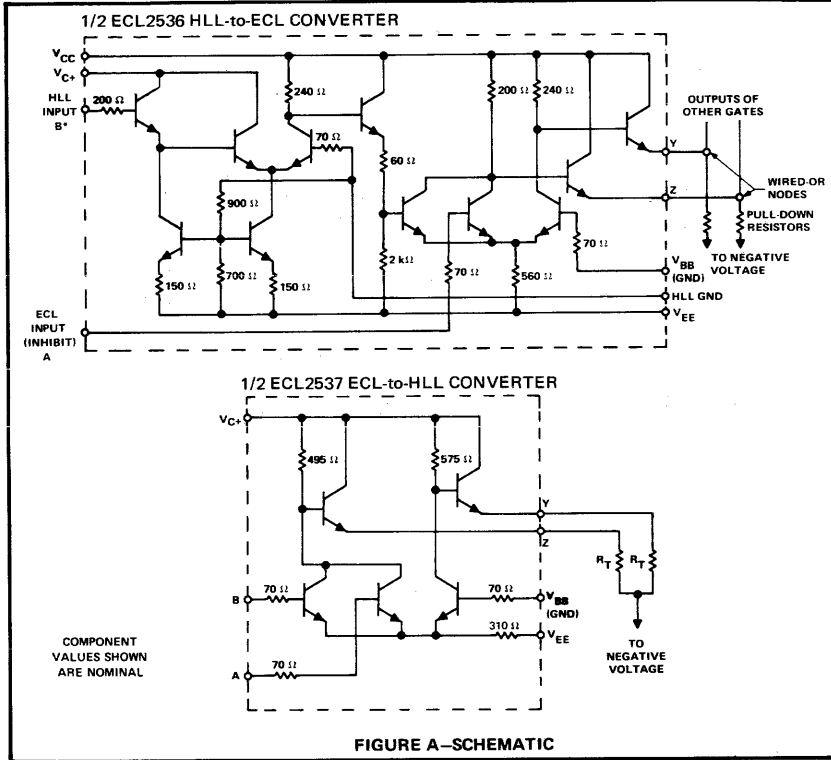 1/2 ECL2536 HLL-to-ECL CONVERTER
VCC
VC+
HLL
INPUT
B*
200 Ω
240 Ω
70 Ω
60 Ω
200 Ω
240 Ω
OUTPUTS OF
OTHER GATES
Y
Z
WIRED-OR
NODES
PULL-DOWN
RESISTORS
TO NEGATIVE
VOLTAGE
900 Ω
700 Ω
150 Ω
150 Ω
2 kΩ
70 Ω
560 Ω
70 Ω
VBB
(GND)
HLL GND
VEE
ECL
INPUT
(INHIBIT)
A
1/2 ECL2537 ECL-to-HLL CONVERTER
VC+
495 Ω
575 Ω
Y
Z
RT
RT
B
70 Ω
70 Ω
VBB
(GND)
310 Ω
VEE
A
70 Ω
TO
NEGATIVE
VOLTAGE
COMPONENT
VALUES SHOWN
ARE NOMINAL
FIGURE A–SCHEMATIC